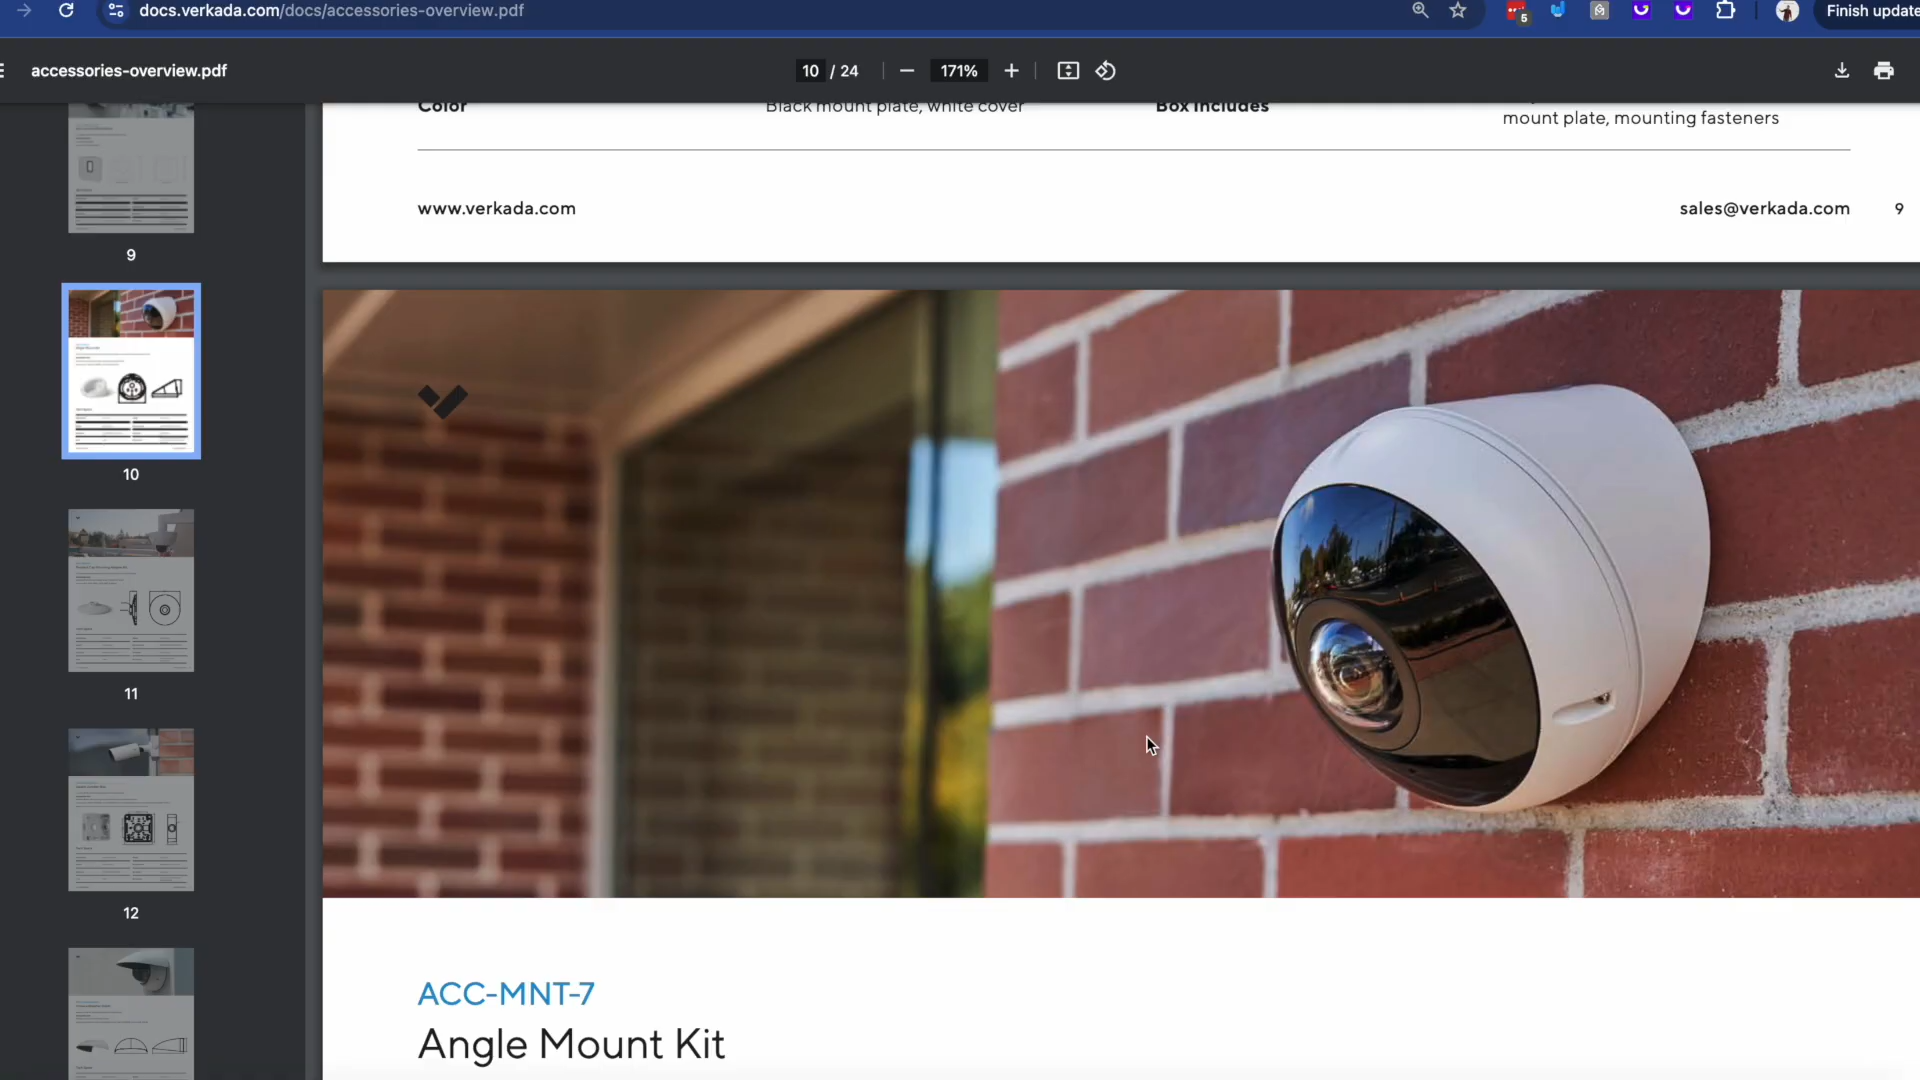 docs.verkada.com/docs/accessories-overview.pdf
5
Finish update
accessories-overview.pdf
10 / 24
171%
Color
Black mount plate, white cover
Box Includes
mount plate, mounting fasteners
www.verkada.com
sales@verkada.com
9
9
10
11
12
ACC-MNT-7
Angle Mount Kit